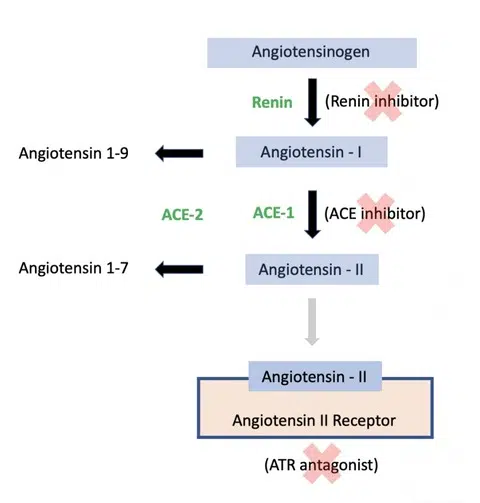 Angiotensinogen
Renin (Renin inhibitor)
Angiotensin 1-9 Angiotensin - I
ACE-2 ACE-1 (ACE inhibitor)
Angiotensin 1-7 Angiotensin - II
Angiotensin - II
Angiotensin II Receptor
(ATR antagonist)